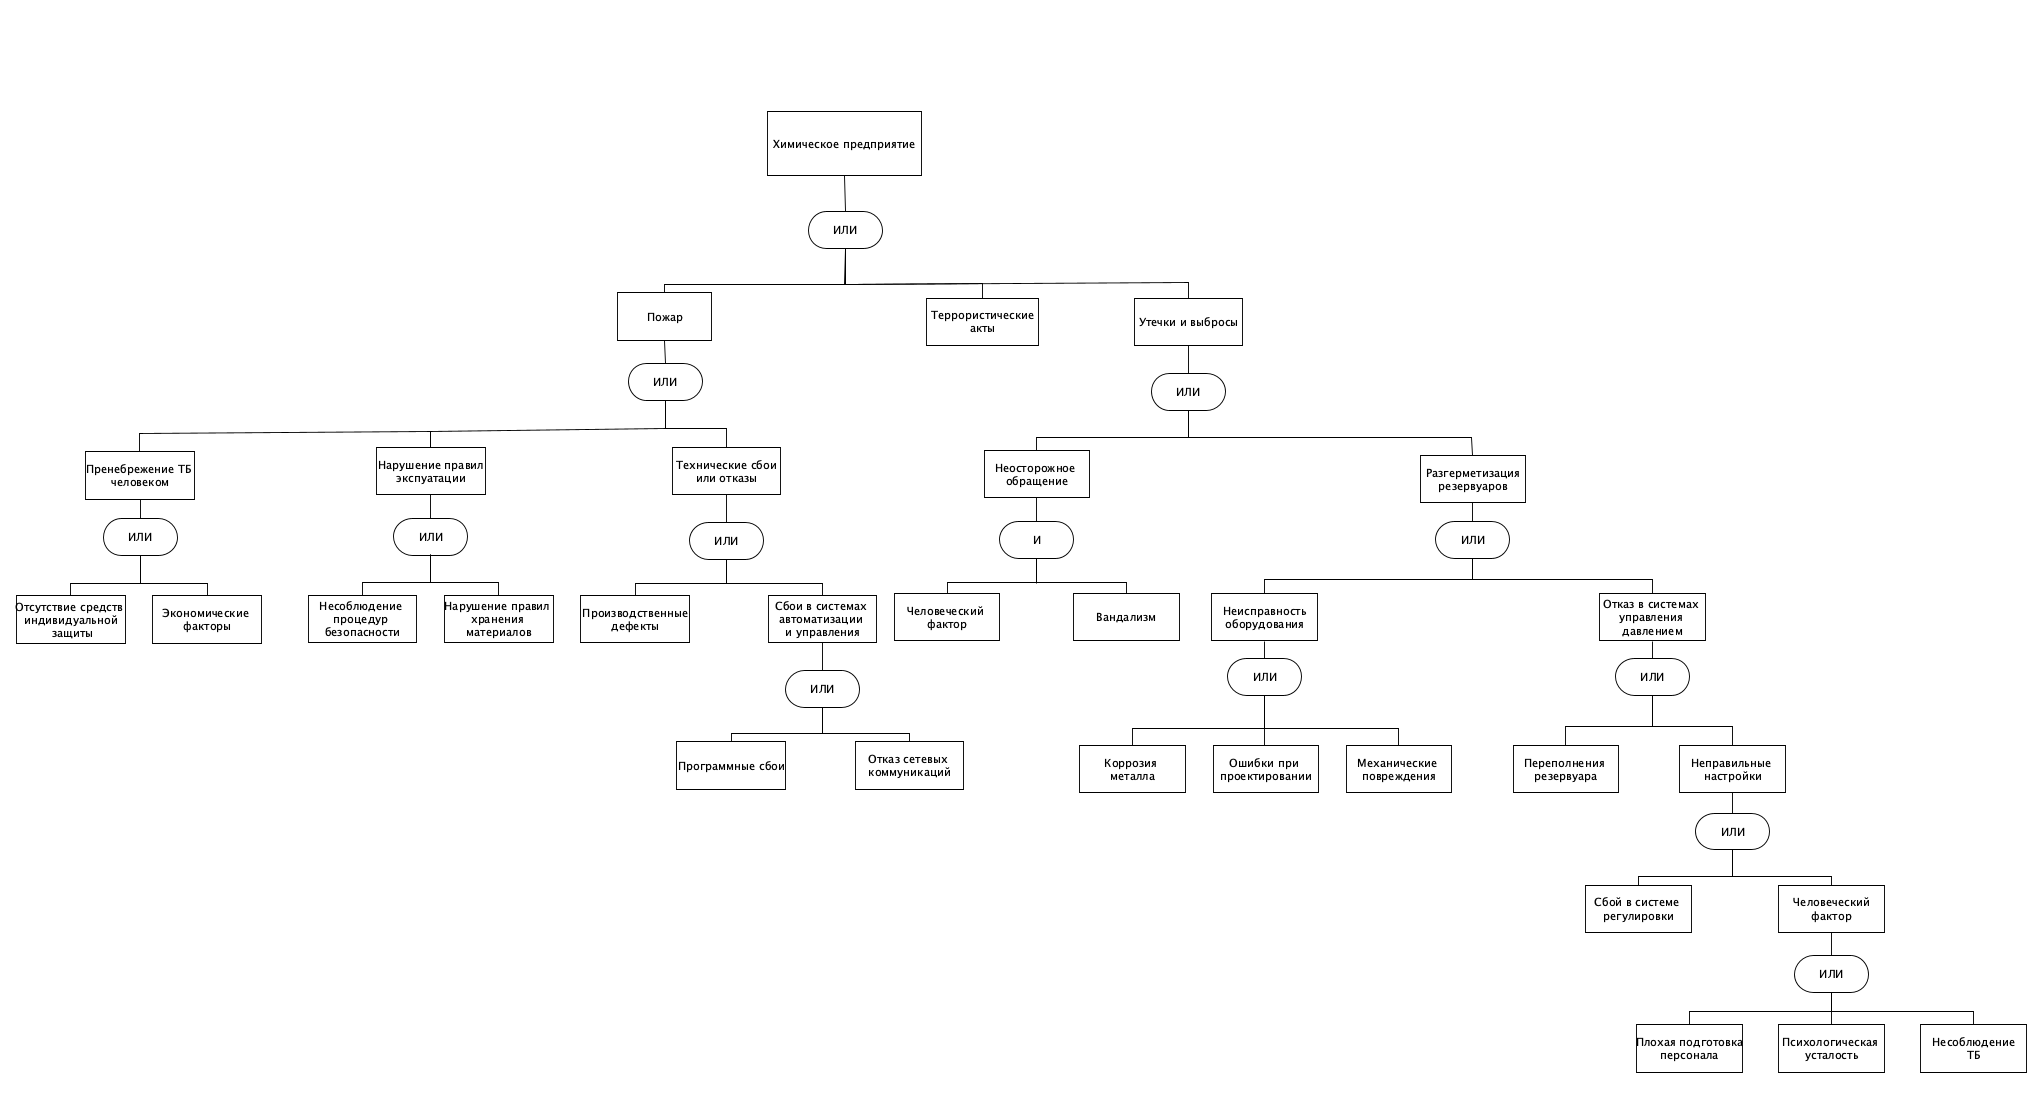 Химическое предприятие
ИЛИ
Пожар
Террористические
акты
Утечки и выбросы
ИЛИ
ИЛИ
Пренебрежение ТБ
человеком
Нарушение правил
экспуатации
Технические сбои
или отказы
Неосторожное
обращение
Разгерметизация
резервуаров
ИЛИ
ИЛИ
ИЛИ
И
ИЛИ
Отсутствие средств
индивидуальной
защиты
Экономические
факторы
Несоблюдение
процедур
безопасности
Нарушение правил
хранения
материалов
Производственные
дефекты
Сбои в системах
автоматизации
и управления
Человеческий
фактор
Вандализм
Неисправность
оборудования
Отказ в системах
управления
давлением
ИЛИ
ИЛИ
ИЛИ
Программные сбои
Отказ сетевых
коммуникаций
Коррозия
металла
Ошибки при
проектировании
Механические
повреждения
Переполнения
резервуара
Неправильные
настройки
ИЛИ
Сбой в системе
регулировки
Человеческий
фактор
ИЛИ
Плохая подготовка
персонала
Психологическая
усталость
Несоблюдение
ТБ